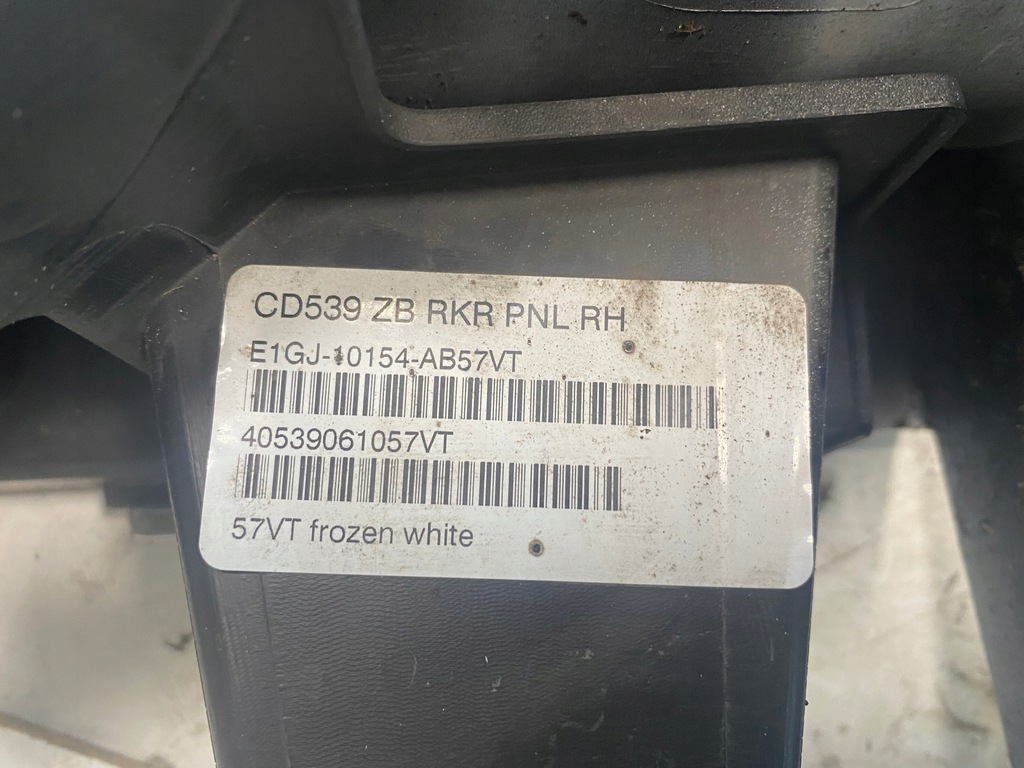 CD539 ZB RKR PNL RH
E1GJ-10154-AB57VT
40539061057VT
57VT frozen white